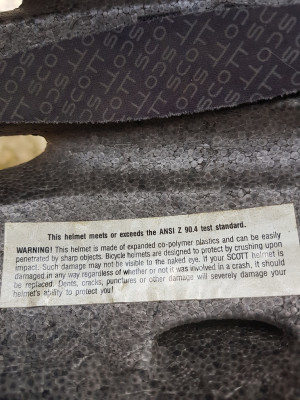 SCOTT SCOTT SCOTT SCOTT SCOTT
This helmet meets or exceeds the ANSI Z 90.4 test standard.
WARNING! This helmet is made of expanded co-polymer plastics and can be easily
penetrated by sharp objects. Bicycle helmets are designed to protect by crushing upon
impact. Such damage may not be visible to the naked eye. If your SCOTT helmet is
damaged in any way regardless of whether or not it was involved in a crash, it should
be replaced. Dents, cracks, punctures or other damage will severely damage your
helmet's ability to protect you!